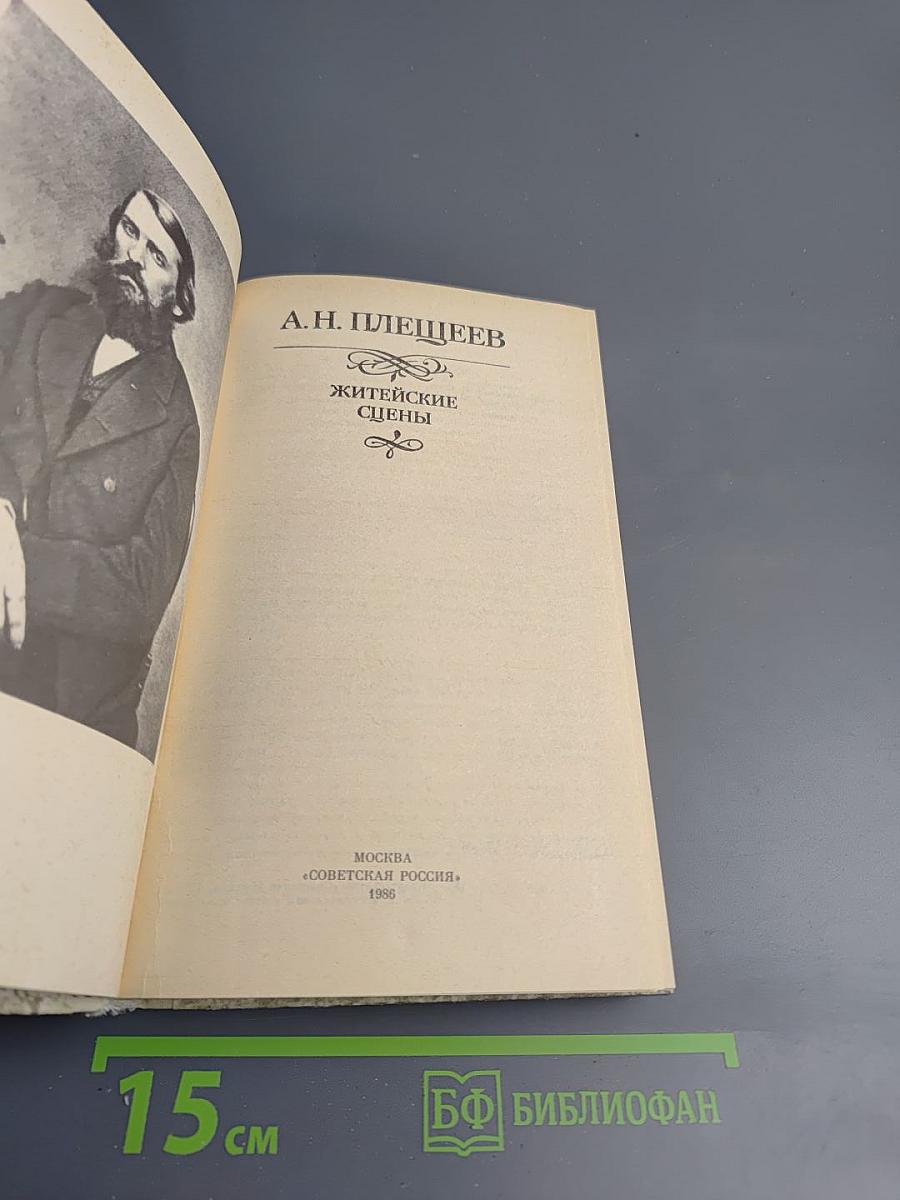 А. Н. ПЛЕЩЕЕВ
ЖИТЕЙСКИЕ
СЦЕНЫ
МОСКВА
«СОВЕТСКАЯ РОССИЯ»
1986
15 см
БФ БИБЛИОФАН